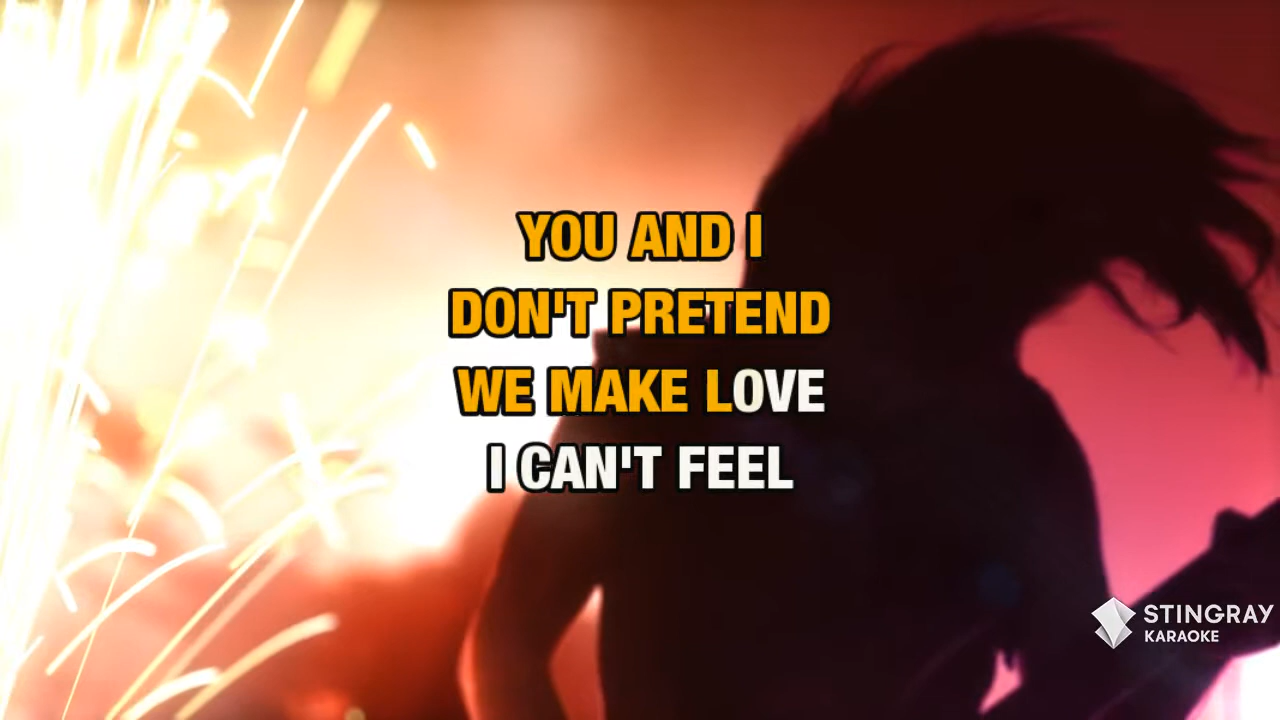 YOU AND I
DON'T PRETEND
WE MAKE LOVE
I CAN'T FEEL
STINGRAY
KARAOKE